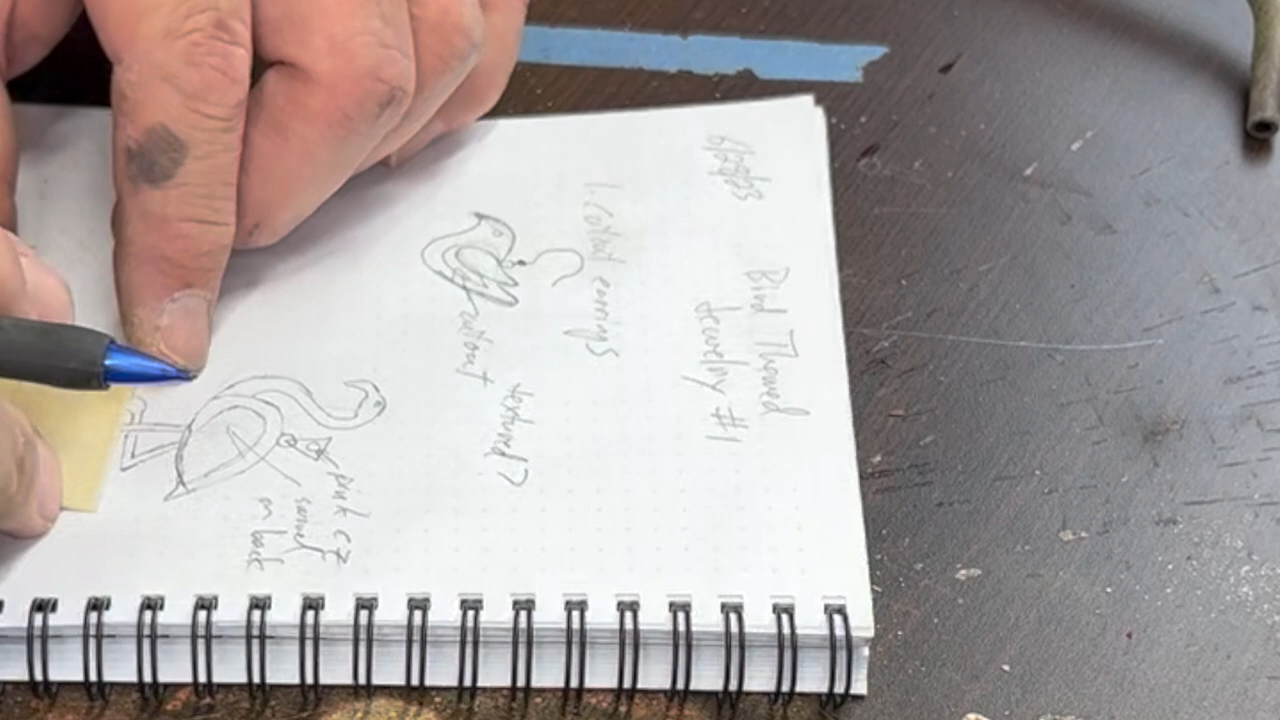 Bird Themed
Jewelry #1
1. Cutout earrings
cutout
textured?
pink CZ
swivel
on back